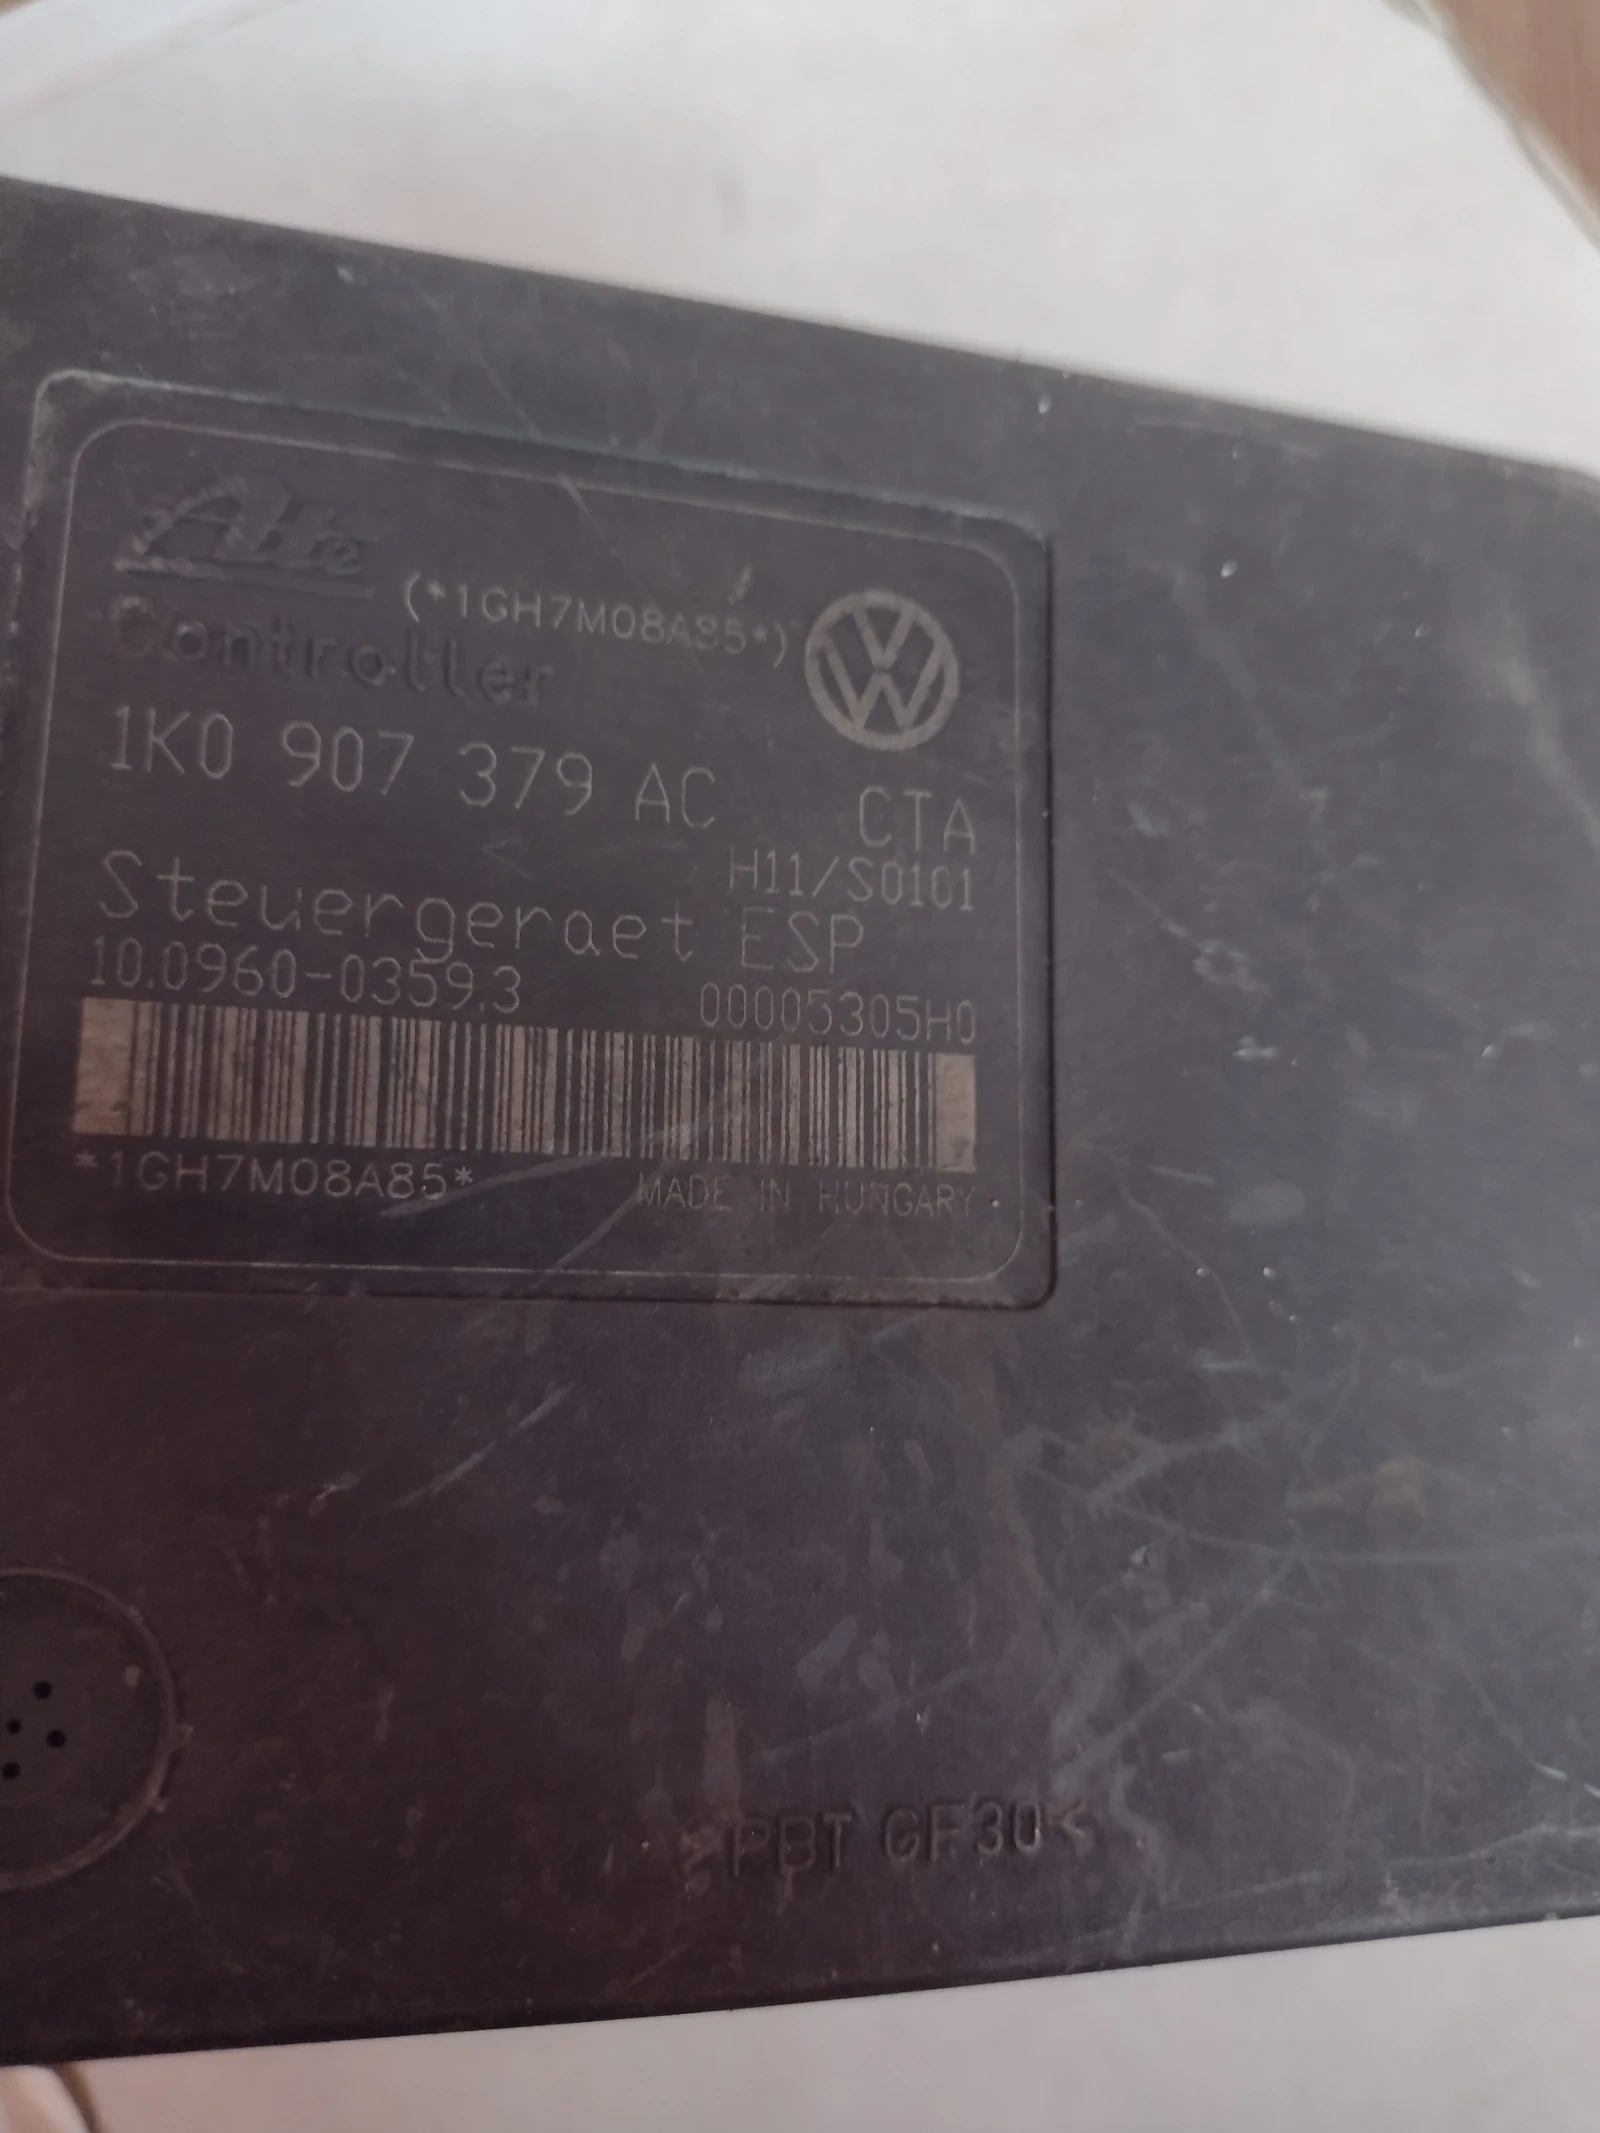 Ate
(*1GH7M08A85*)
Controller
1K0 907 379 AC CTA
H11/S0101
Steuergeraet ESP
10.0960-0359.3 00005305H0
*1GH7M08A85* MADE IN HUNGARY
>PBT GF30<